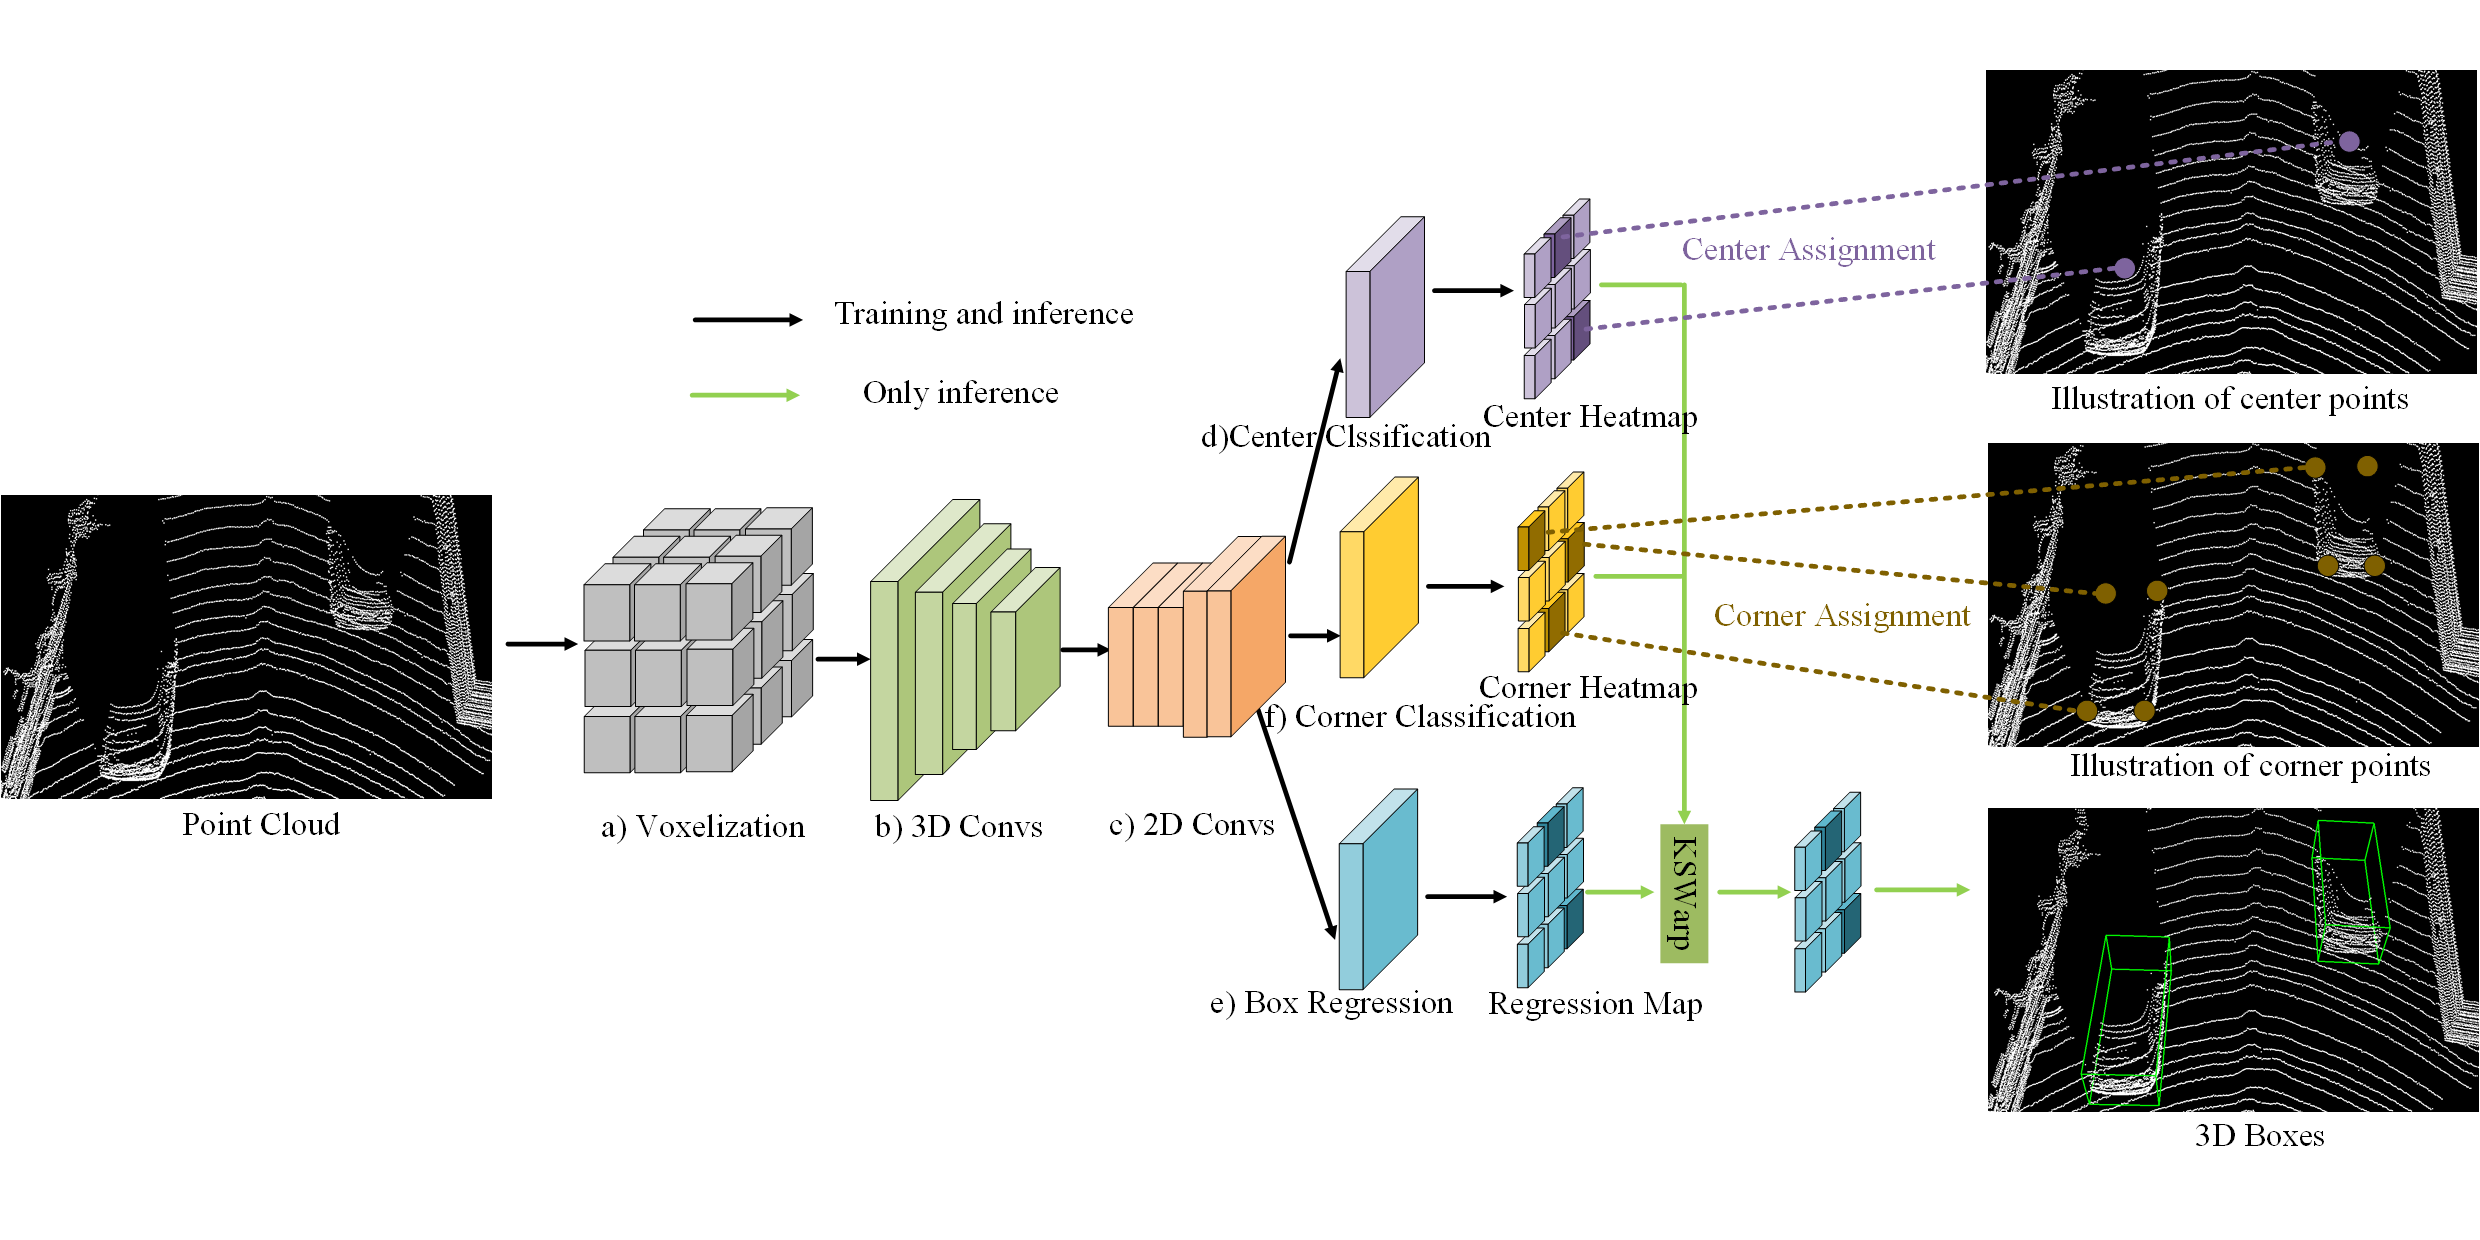 Training and inference
Only inference
Point Cloud
a) Voxelization
b) 3D Convs
c) 2D Convs
d)Center Clssification
Center Heatmap
Center Assignment
Illustration of center points
f) Corner Classification
Corner Heatmap
Corner Assignment
Illustration of corner points
e) Box Regression
Regression Map
KSWarp
3D Boxes